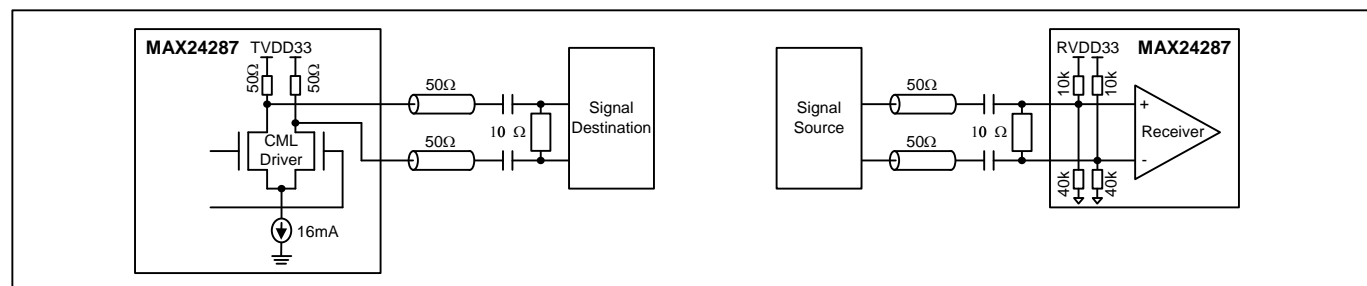 MAX24287 TVDD33
50Ω 50Ω
CML
Driver
16mA
50Ω
50Ω
10 Ω
Signal
Destination
Signal
Source
50Ω
50Ω
10 Ω
RVDD33 MAX24287
10k 10k
+
Receiver
-
40k 40k